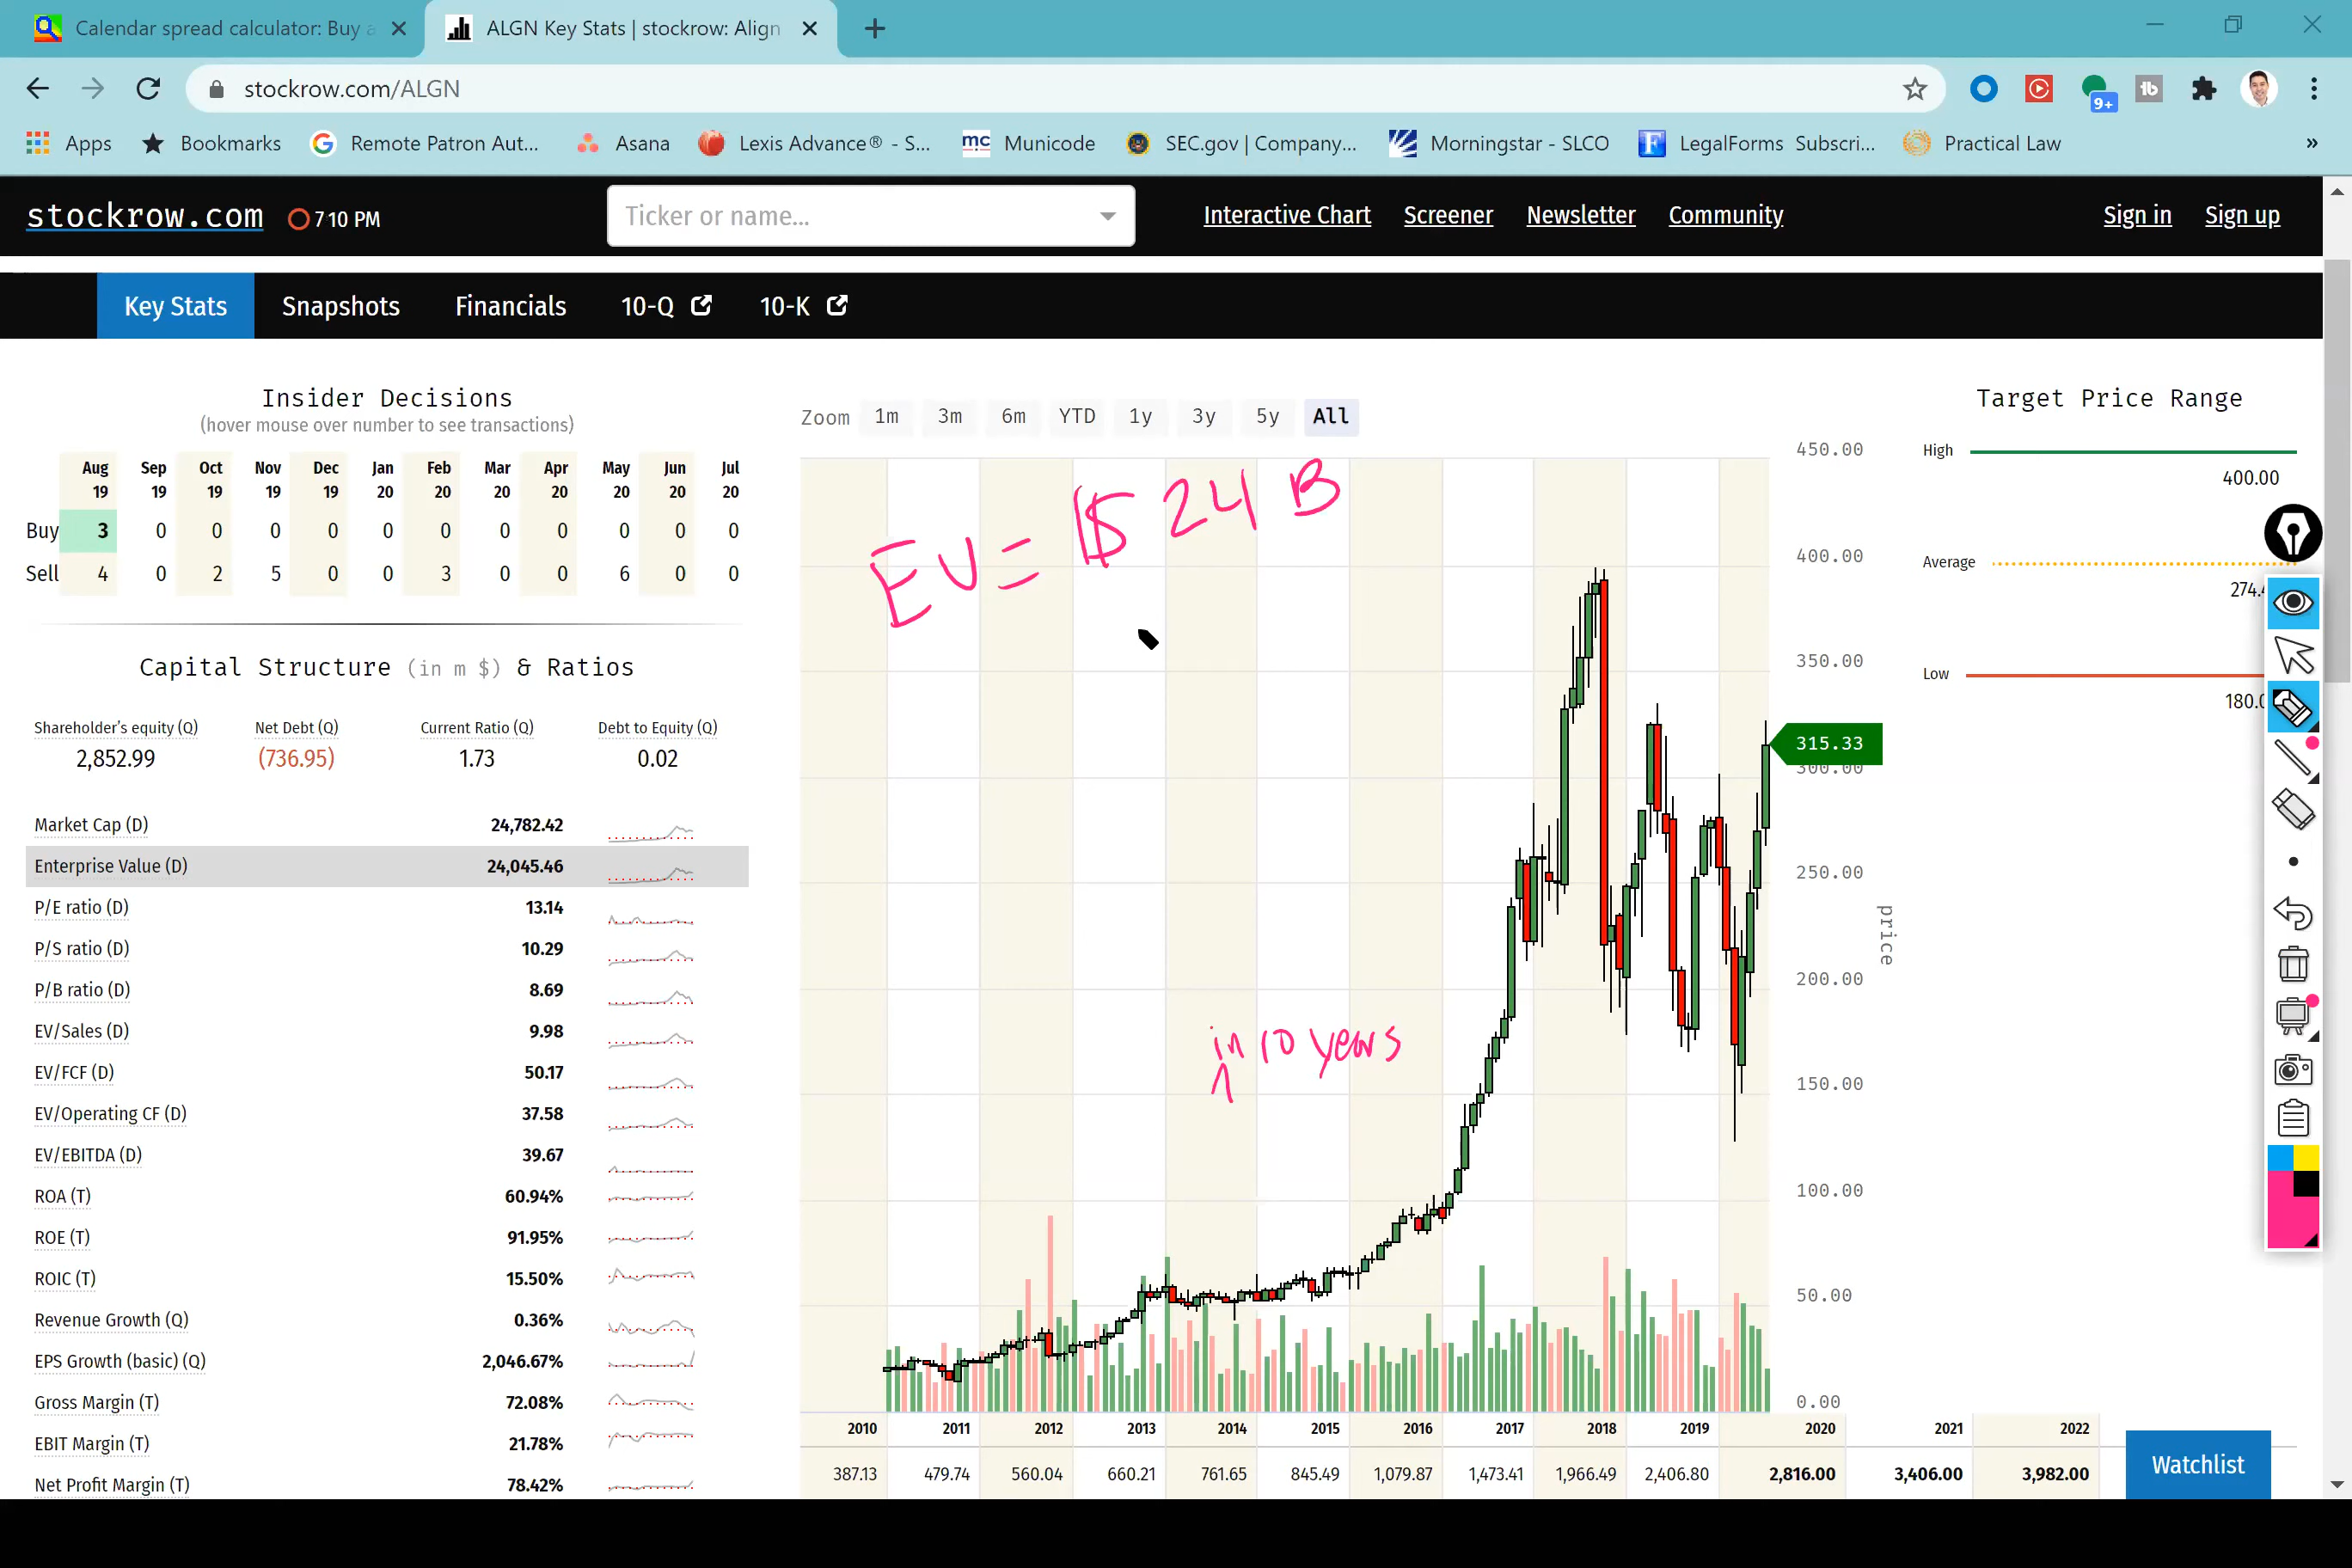 Calendar spread calculator: Buy a
ALGN Key Stats | stockrow: Align
stockrow.com/ALGN
9+
Apps
Bookmarks
Remote Patron Aut...
Asana
Lexis Advance® - S...
mc Municode
SEC.gov | Company...
Morningstar - SLCO
F LegalForms Subscri...
Practical Law
»
stockrow.com 7 10 PM
Ticker or name...
Interactive Chart
Screener
Newsletter
Community
Sign in
Sign up
Key Stats
Snapshots
Financials
10-Q
10-K
Insider Decisions
(hover mouse over number to see transactions)
Aug Sep Oct Nov Dec Jan Feb Mar Apr May Jun Jul
19 19 19 19 19 20 20 20 20 20 20 20
Buy 3 0 0 0 0 0 0 0 0 0 0 0
Sell 4 0 2 5 0 0 3 0 0 6 0 0
Capital Structure (in m $) & Ratios
Shareholder's equity (Q) Net Debt (Q) Current Ratio (Q) Debt to Equity (Q)
2,852.99 (736.95) 1.73 0.02
Market Cap (D) 24,782.42
Enterprise Value (D) 24,045.46
P/E ratio (D) 13.14
P/S ratio (D) 10.29
P/B ratio (D) 8.69
EV/Sales (D) 9.98
EV/FCF (D) 50.17
EV/Operating CF (D) 37.58
EV/EBITDA (D) 39.67
ROA (T) 60.94%
ROE (T) 91.95%
ROIC (T) 15.50%
Revenue Growth (Q) 0.36%
EPS Growth (basic) (Q) 2,046.67%
Gross Margin (T) 72.08%
EBIT Margin (T) 21.78%
Net Profit Margin (T) 78.42%
Zoom 1m 3m 6m YTD 1y 3y 5y All
EV = $ 24 B
in 10 years
450.00
400.00
350.00
315.33
300.00
250.00
200.00
150.00
100.00
50.00
0.00
price
2010 2011 2012 2013 2014 2015 2016 2017 2018 2019 2020 2021 2022
387.13 479.74 560.04 660.21 761.65 845.49 1,079.87 1,473.41 1,966.49 2,406.80 2,816.00 3,406.00 3,982.00
Target Price Range
High
400.00
Average
274.
Low
180.0
Watchlist